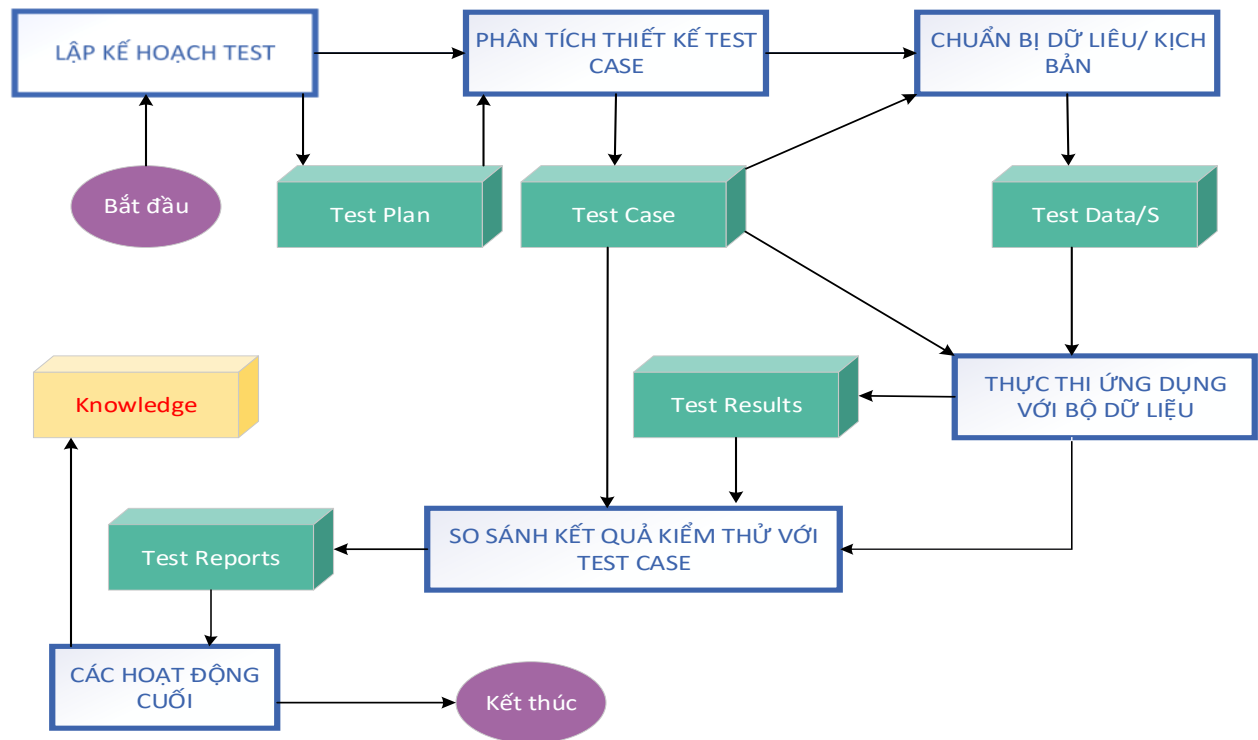 LẬP KẾ HOẠCH TEST
PHÂN TÍCH THIẾT KẾ TEST
CASE
CHUẨN BỊ DỮ LIÊU/ KỊCH
BẢN
Bắt đầu
Test Plan
Test Case
Test Data/S
Knowledge
Test Results
THỰC THI ỨNG DỤNG
VỚI BỘ DỮ LIỆU
Test Reports
SO SÁNH KẾT QUẢ KIỂM THỬ VỚI
TEST CASE
CÁC HOẠT ĐỘNG
CUỐI
Kết thúc